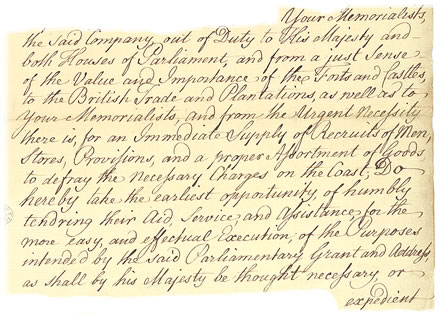 Your Memorialists,
the Said Company, out of Duty to His Majesty and
both Houses of Parliament, and from a just Sense
of the Value and Importance of the Forts and Castles,
to the British Trade and Plantations, as well as to
Your Memorialists, and from the Urgent Necessity
there is, for an Immediate Supply of Recruits of Men,
Stores, Provisions, and a proper Assortment of Goods
to defray the Necessary Charges on the Coast; Do
hereby take the earliest opportunity, of humbly
tendring their Aid, Service, and Assistance for the
more easy, and effectual Execution, of the Purposes
intended by the said Parliamentary Grant and Address,
as shall by his Majesty be thought necessary, or
expedient